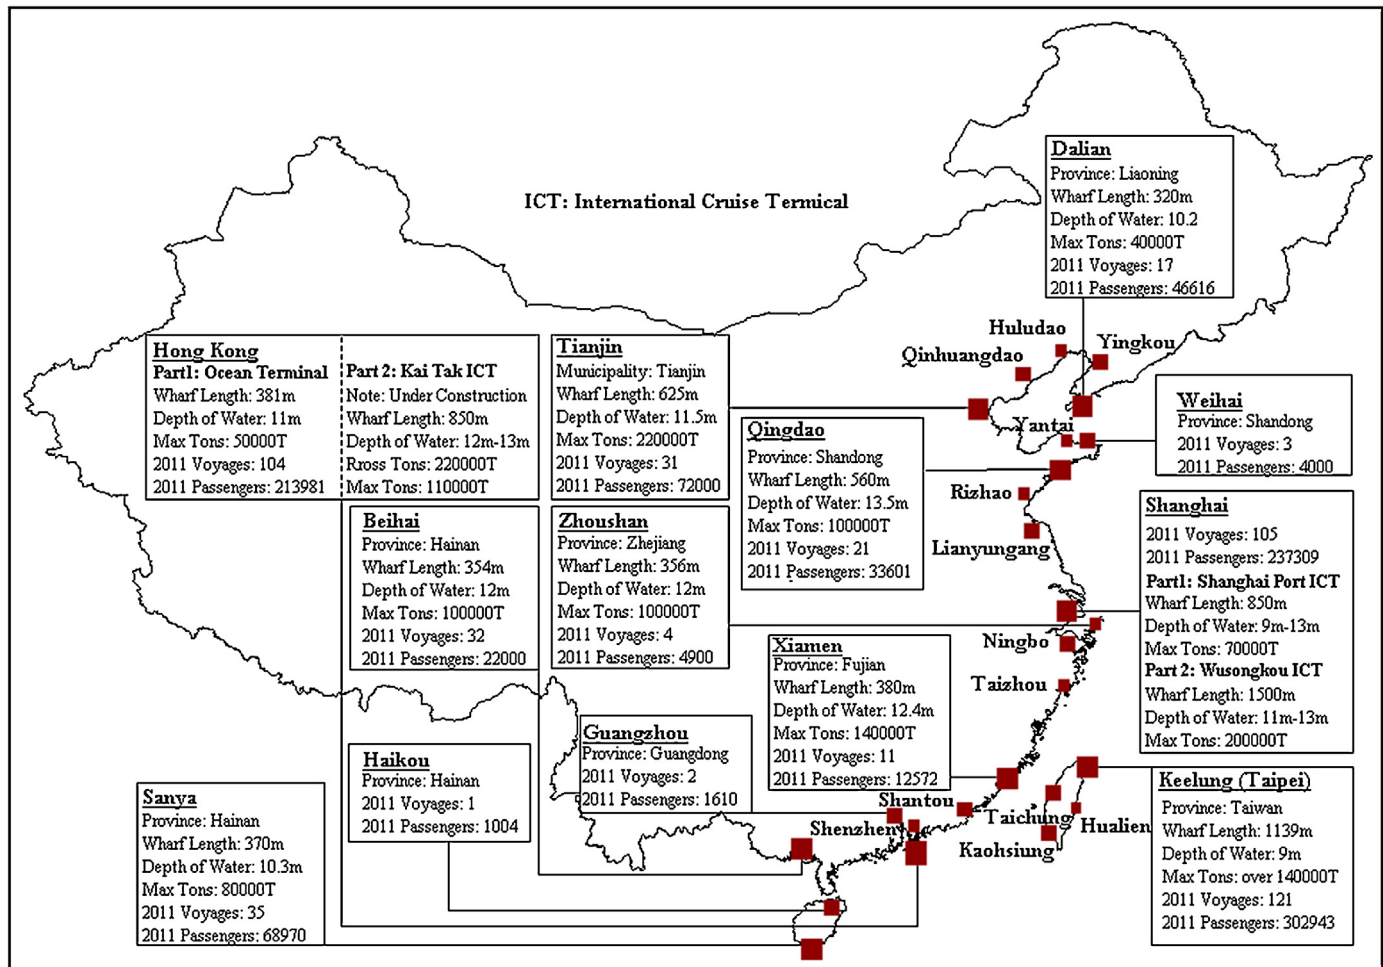 ICT: International Cruise Termical
Dalian
Province: Liaoning
Wharf Length: 320m
Depth of Water: 10.2
Max Tons: 40000T
2011 Voyages: 17
2011 Passengers: 46616
Huludao
Yingkou
Qinhuangdao
Hong Kong
Part1: Ocean Terminal
Wharf Length: 381m
Depth of Water: 11m
Max Tons: 50000T
2011 Voyages: 104
2011 Passengers: 213981
Part 2: Kai Tak ICT
Note: Under Construction
Wharf Length: 850m
Depth of Water: 12m-13m
Rross Tons: 220000T
Max Tons: 110000T
Tianjin
Municipality: Tianjin
Wharf Length: 625m
Depth of Water: 11.5m
Max Tons: 220000T
2011 Voyages: 31
2011 Passengers: 72000
Weihai
Province: Shandong
2011 Voyages: 3
2011 Passengers: 4000
Yantai
Qingdao
Province: Shandong
Wharf Length: 560m
Depth of Water: 13.5m
Max Tons: 100000T
2011 Voyages: 21
2011 Passengers: 33601
Rizhao
Lianyungang
Shanghai
2011 Voyages: 105
2011 Passengers: 237309
Part1: Shanghai Port ICT
Wharf Length: 850m
Depth of Water: 9m-13m
Max Tons: 70000T
Part 2: Wusongkou ICT
Wharf Length: 1500m
Depth of Water: 11m-13m
Max Tons: 200000T
Beihai
Province: Hainan
Wharf Length: 354m
Depth of Water: 12m
Max Tons: 100000T
2011 Voyages: 32
2011 Passengers: 22000
Zhoushan
Province: Zhejiang
Wharf Length: 356m
Depth of Water: 12m
Max Tons: 100000T
2011 Voyages: 4
2011 Passengers: 4900
Ningbo
Taizhou
Xiamen
Province: Fujian
Wharf Length: 380m
Depth of Water: 12.4m
Max Tons: 140000T
2011 Voyages: 11
2011 Passengers: 12572
Guangzhou
Province: Guangdong
2011 Voyages: 2
2011 Passengers: 1610
Haikou
Province: Hainan
2011 Voyages: 1
2011 Passengers: 1004
Sanya
Province: Hainan
Wharf Length: 370m
Depth of Water: 10.3m
Max Tons: 80000T
2011 Voyages: 35
2011 Passengers: 68970
Shantou
Shenzhen
Taichung
Hualien
Kaohsiung
Keelung (Taipei)
Province: Taiwan
Wharf Length: 1139m
Depth of Water: 9m
Max Tons: over 140000T
2011 Voyages: 121
2011 Passengers: 302943